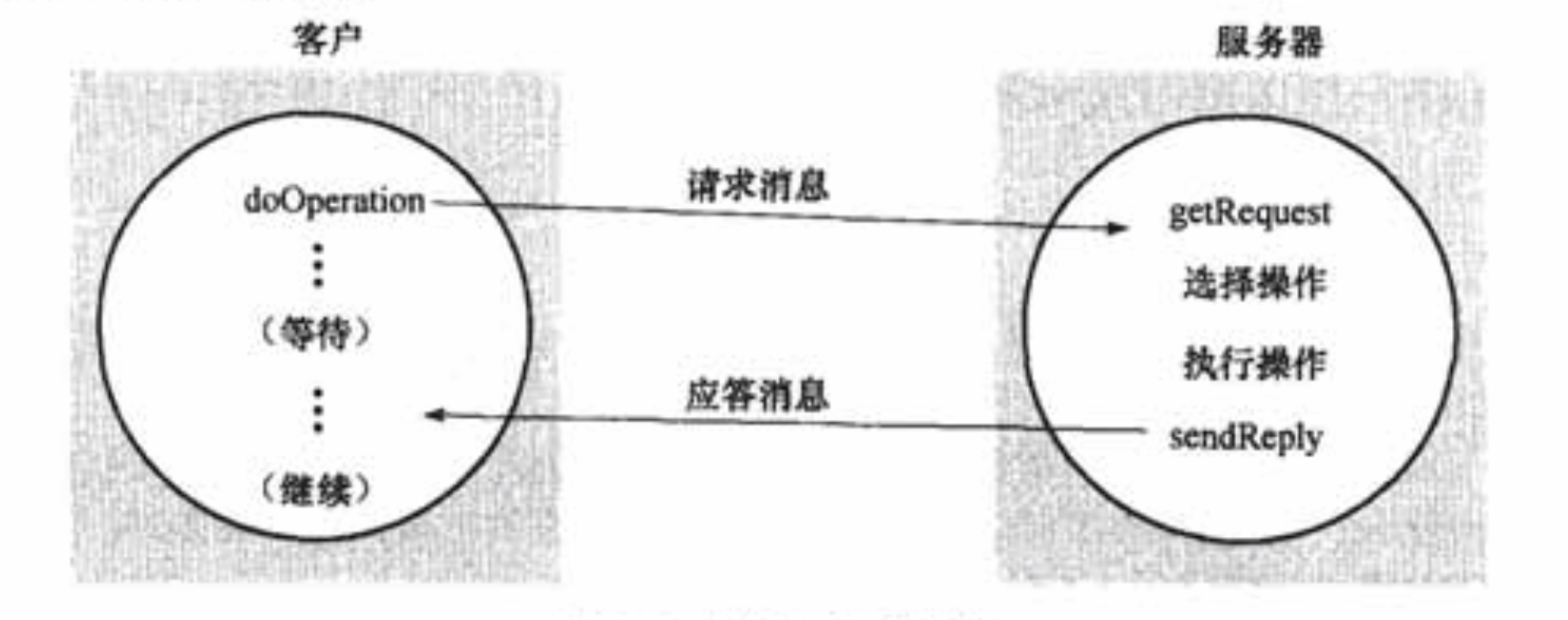 客户
服务器
doOperation
（等待）
（继续）
请求消息
应答消息
getRequest
选择操作
执行操作
sendReply